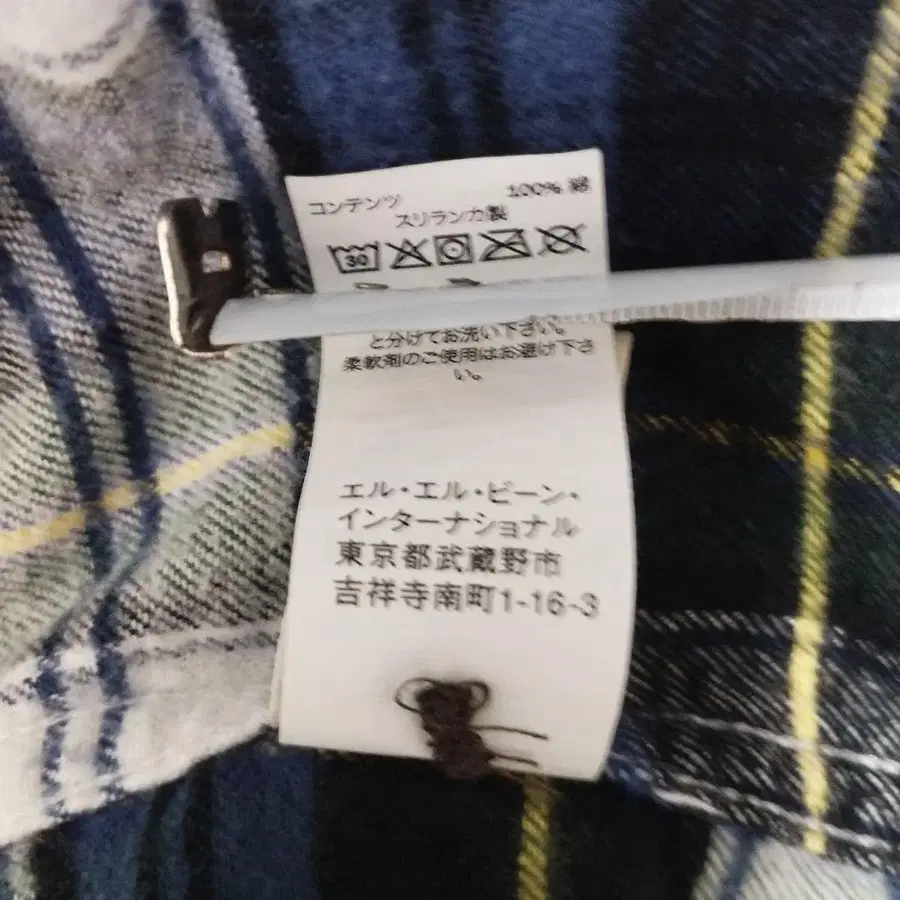 コンテンツ 100% 綿
スリランカ製
30
と分けてお洗い下さい。
柔軟剤のご使用はお避け下さ
い。
エル・エル・ビーン・
インターナショナル
東京都武蔵野市
吉祥寺南町1-16-3